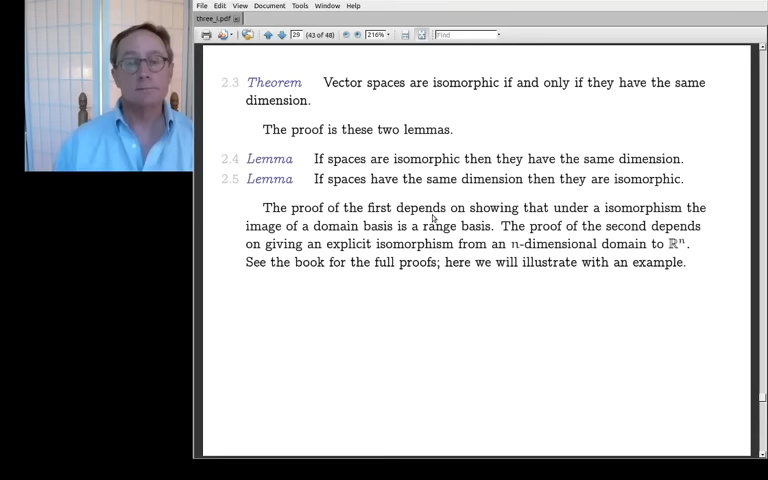 File Edit View Document Tools Window Help
three_i.pdf
29 (43 of 48) 216% Find
2.3 Theorem Vector spaces are isomorphic if and only if they have the same
dimension.
The proof is these two lemmas.
2.4 Lemma If spaces are isomorphic then they have the same dimension.
2.5 Lemma If spaces have the same dimension then they are isomorphic.
The proof of the first depends on showing that under a isomorphism the
image of a domain basis is a range basis. The proof of the second depends
on giving an explicit isomorphism from an n-dimensional domain to ℝⁿ.
See the book for the full proofs; here we will illustrate with an example.